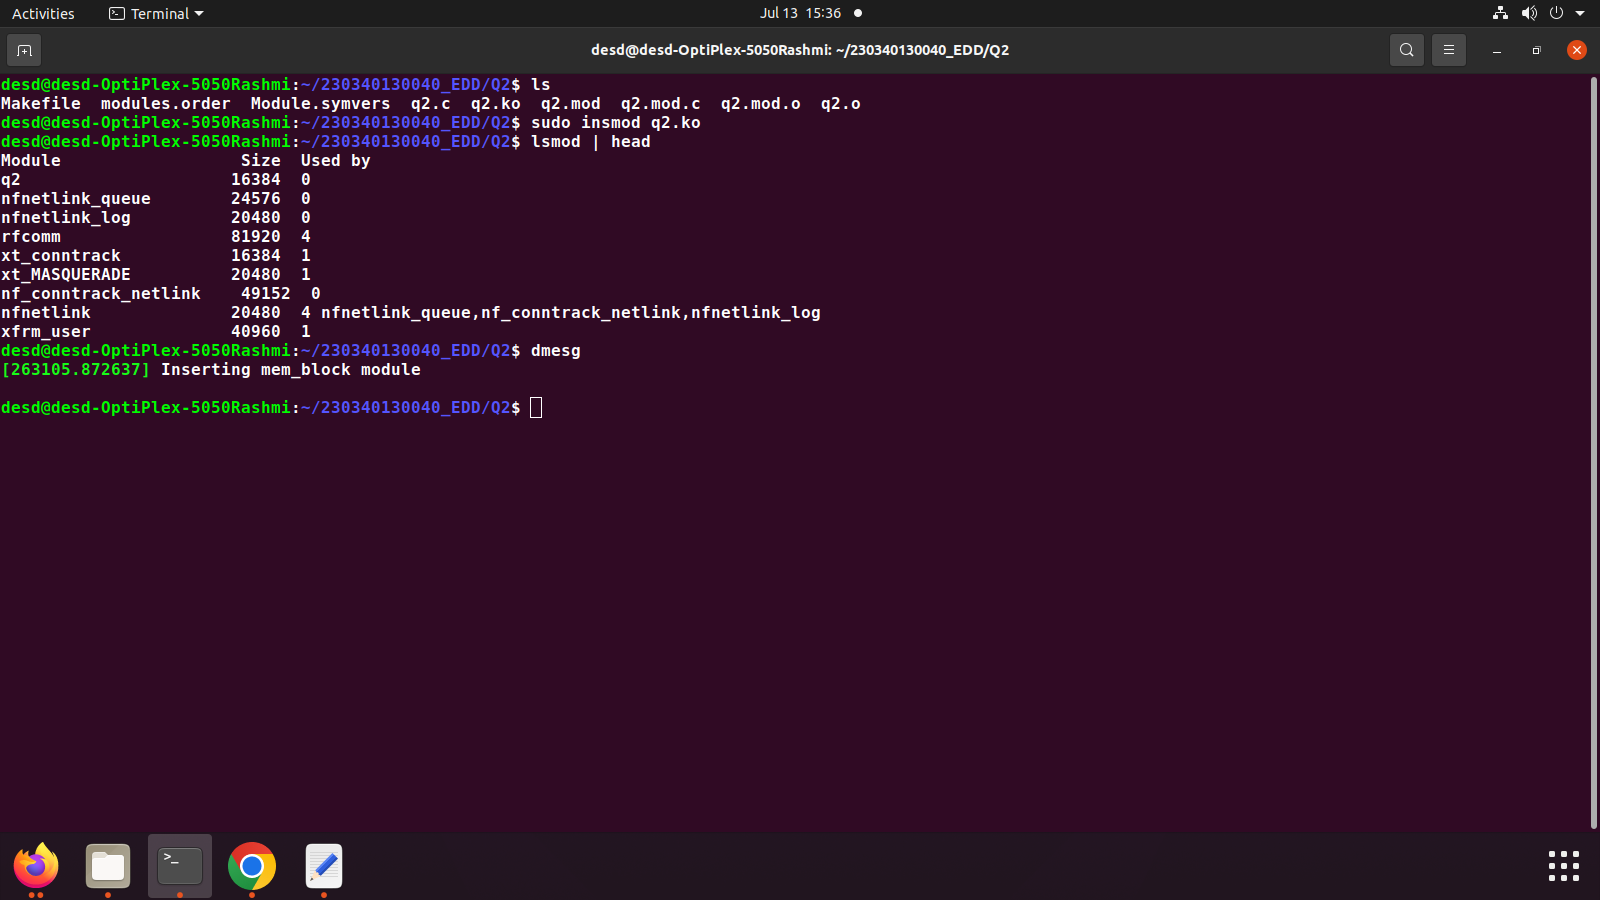 Activities Terminal Jul 13 15:36
desd@desd-OptiPlex-5050Rashmi: ~/230340130040_EDD/Q2
desd@desd-OptiPlex-5050Rashmi:~/230340130040_EDD/Q2$ ls
Makefile  modules.order  Module.symvers  q2.c  q2.ko  q2.mod  q2.mod.c  q2.mod.o  q2.o
desd@desd-OptiPlex-5050Rashmi:~/230340130040_EDD/Q2$ sudo insmod q2.ko
desd@desd-OptiPlex-5050Rashmi:~/230340130040_EDD/Q2$ lsmod | head
Module                  Size  Used by
q2                     16384  0
nfnetlink_queue        24576  0
nfnetlink_log          20480  0
rfcomm                 81920  4
xt_conntrack           16384  1
xt_MASQUERADE          20480  1
nf_conntrack_netlink    49152  0
nfnetlink              20480  4 nfnetlink_queue,nf_conntrack_netlink,nfnetlink_log
xfrm_user              40960  1
desd@desd-OptiPlex-5050Rashmi:~/230340130040_EDD/Q2$ dmesg
[263105.872637] Inserting mem_block module
desd@desd-OptiPlex-5050Rashmi:~/230340130040_EDD/Q2$
>_